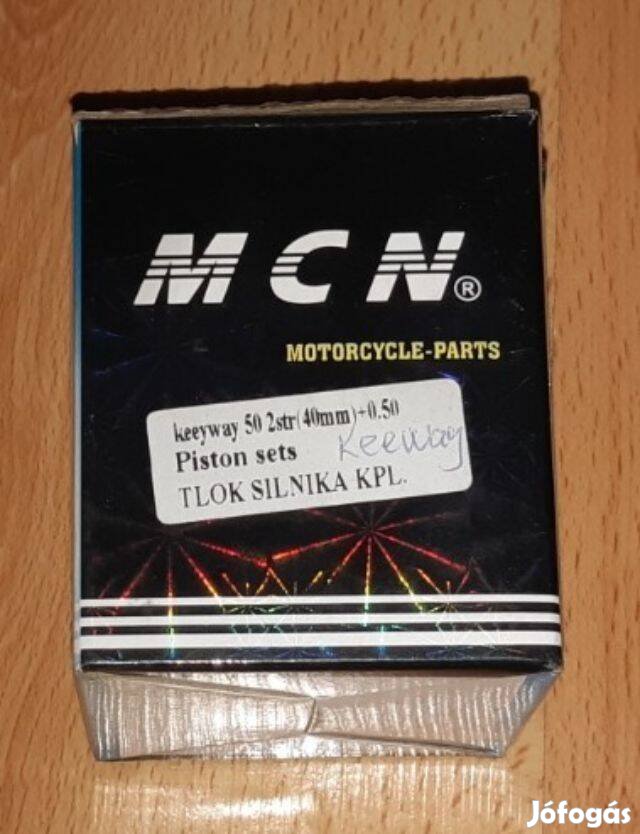 MCN®
MOTORCYCLE-PARTS
keeyway 50 2str(40mm)+0.50
Piston sets Keeway
TLOK SILNIKA KPL.
Jófogás